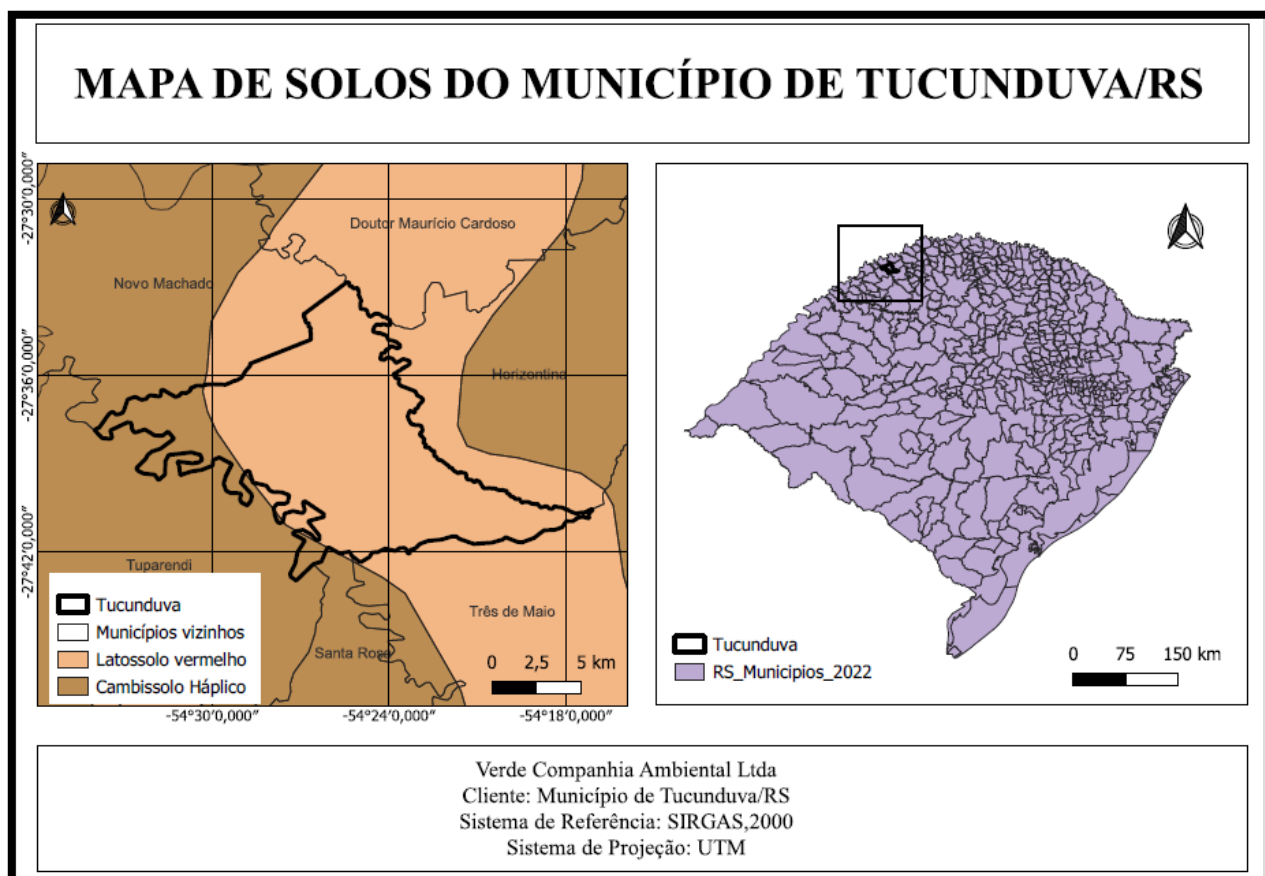 MAPA DE SOLOS DO MUNICÍPIO DE TUCUNDUVA/RS
-27°30'0,000"
-27°36'0,000"
-27°42'0,000"
Doutor Maurício Cardoso
Novo Machado
Horizontina
Tuparendi
Três de Maio
Santa Rosa
Tucunduva
Municípios vizinhos
Latossolo vermelho
Cambissolo Háplico
0 2,5 5 km
-54°30'0,000" -54°24'0,000" -54°18'0,000"
Tucunduva
RS_Municipios_2022
0 75 150 km
Verde Companhia Ambiental Ltda
Cliente: Município de Tucunduva/RS
Sistema de Referência: SIRGAS,2000
Sistema de Projeção: UTM